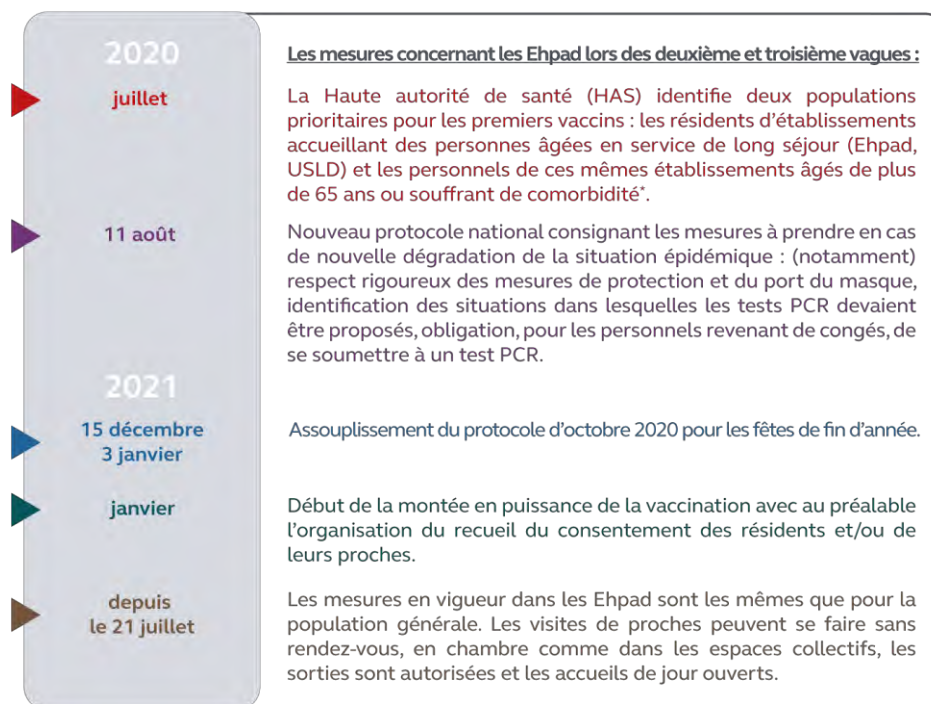 2020
Les mesures concernant les Ehpad lors des deuxième et troisième vagues :
juillet
La Haute autorité de santé (HAS) identifie deux populations
prioritaires pour les premiers vaccins : les résidents d'établissements
accueillant des personnes âgées en service de long séjour (Ehpad,
USLD) et les personnels de ces mêmes établissements âgés de plus
de 65 ans ou souffrant de comorbidité*.
11 août
Nouveau protocole national consignant les mesures à prendre en cas
de nouvelle dégradation de la situation épidémique : (notamment)
respect rigoureux des mesures de protection et du port du masque,
identification des situations dans lesquelles les tests PCR devaient
être proposés, obligation, pour les personnels revenant de congés, de
se soumettre à un test PCR.
2021
15 décembre
3 janvier
Assouplissement du protocole d'octobre 2020 pour les fêtes de fin d'année.
janvier
Début de la montée en puissance de la vaccination avec au préalable
l'organisation du recueil du consentement des résidents et/ou de
leurs proches.
depuis
le 21 juillet
Les mesures en vigueur dans les Ehpad sont les mêmes que pour la
population générale. Les visites de proches peuvent se faire sans
rendez-vous, en chambre comme dans les espaces collectifs, les
sorties sont autorisées et les accueils de jour ouverts.